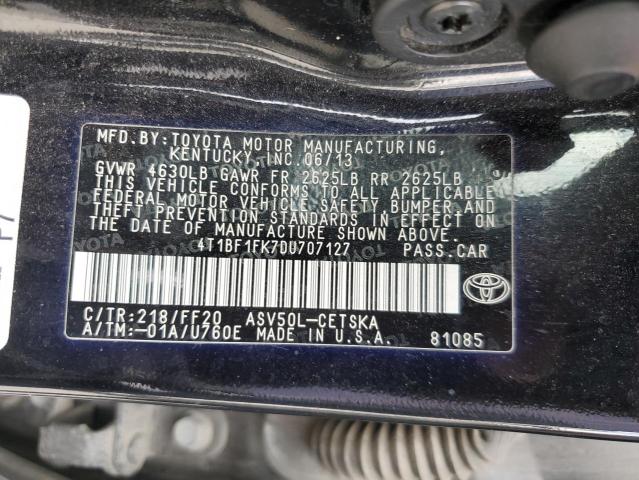 MFD.BY:TOYOTA MOTOR MANUFACTURING,
KENTUCKY,INC.06/13
GVWR 4630LB GAWR FR 2625LB RR 2625LB
THIS VEHICLE CONFORMS TO ALL APPLICABLE
FEDERAL MOTOR VEHICLE SAFETY BUMPER AND
THEFT PREVENTION STANDARDS IN EFFECT ON
THE DATE OF MANUFACTURE SHOWN ABOVE.
4T1BF1FK7DU707127 PASS.CAR
C/TR:218/FF20 ASV50L-CETSKA
A/TM:-01A/U760E MADE IN U.S.A. 81085